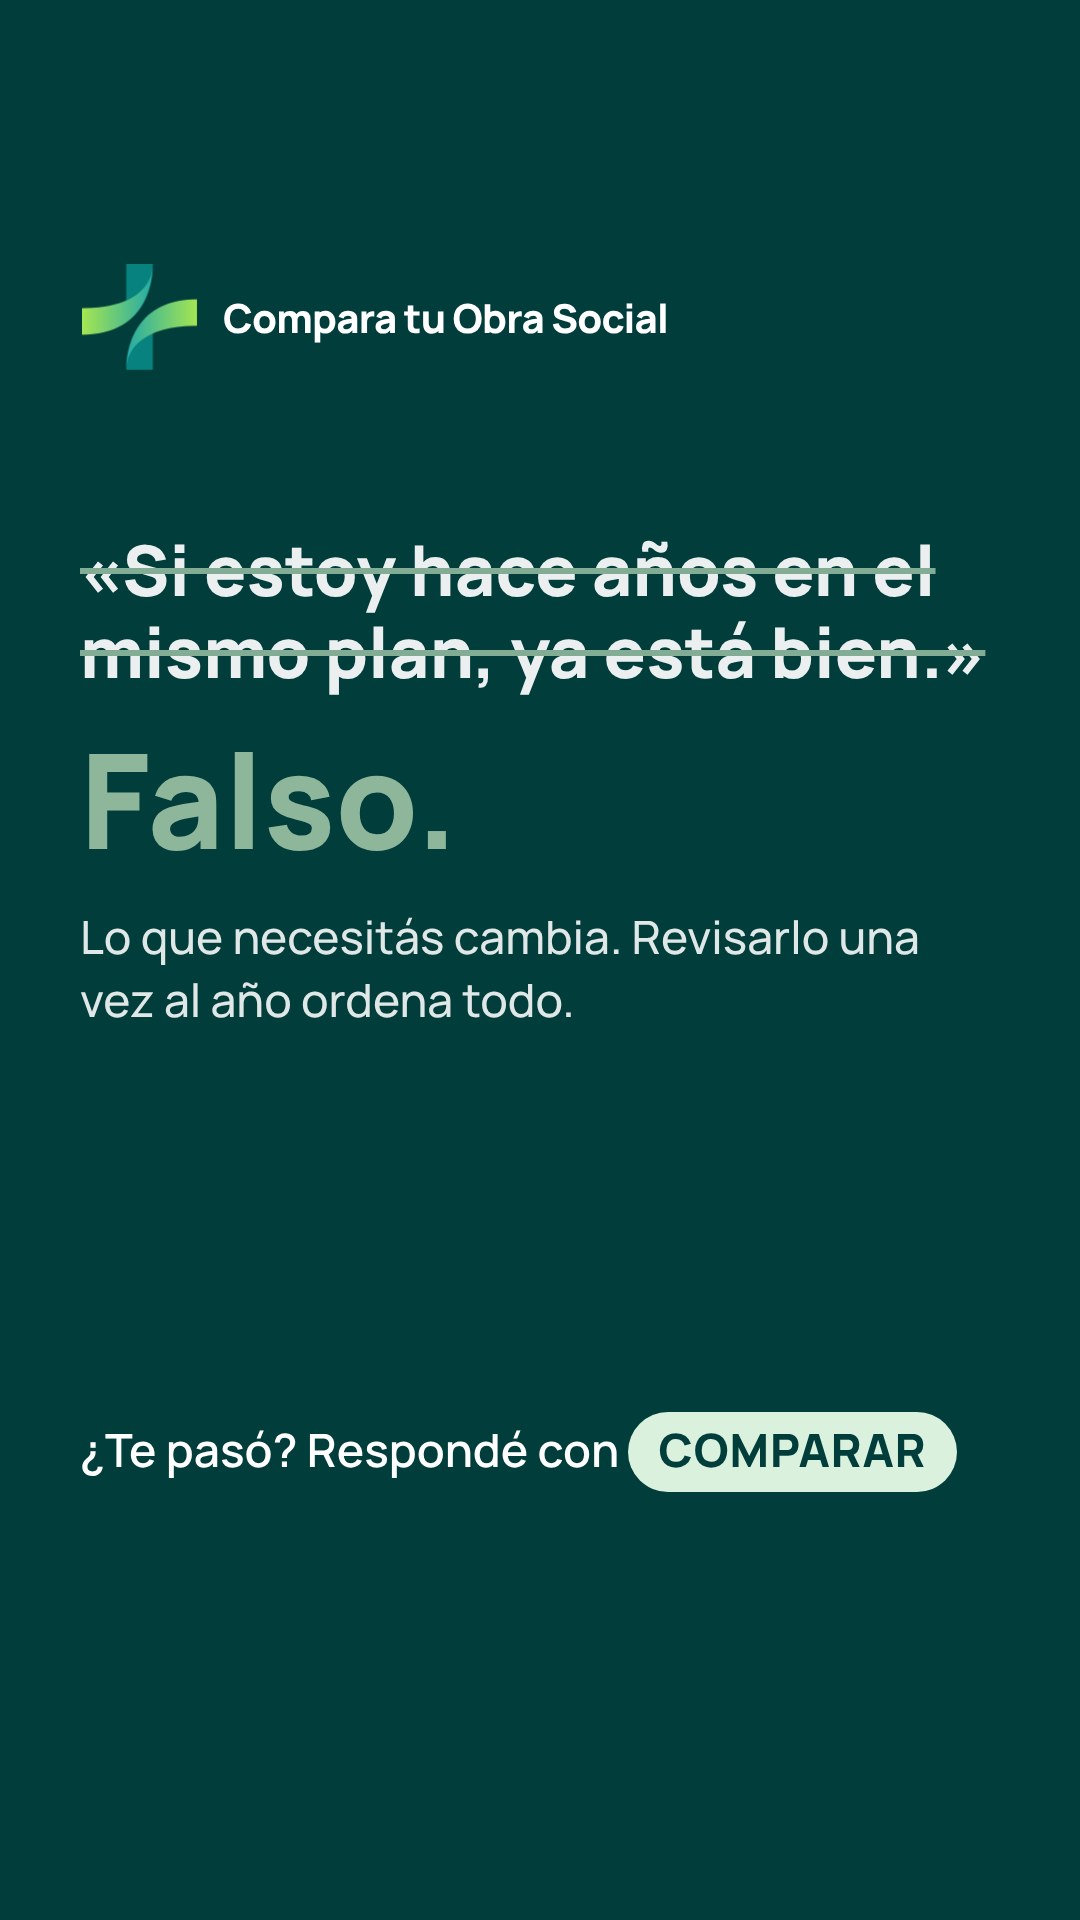 Compara tu Obra Social
«Si estoy hace años en el
mismo plan, ya está bien.»
Falso.
Lo que necesitás cambia. Revisarlo una
vez al año ordena todo.
¿Te pasó? Respondé con COMPARAR